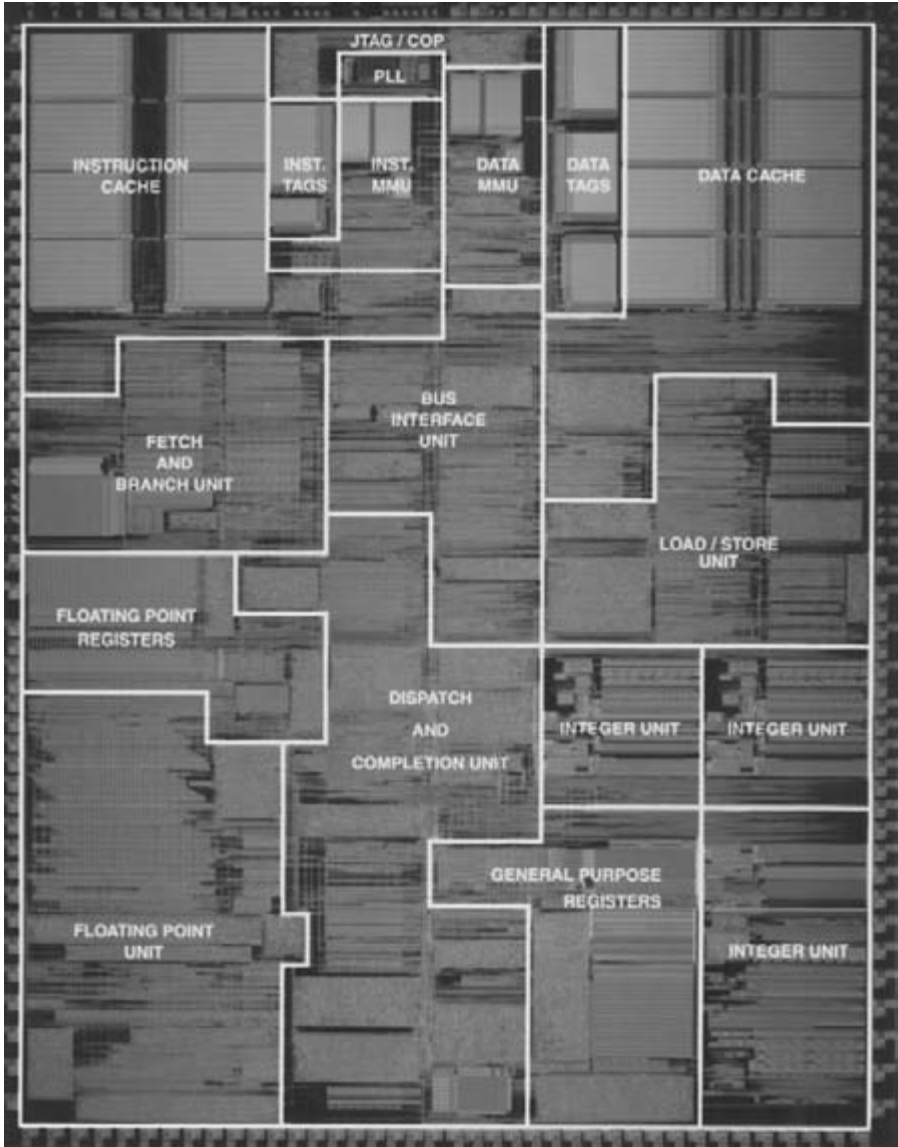 JTAG / COP
PLL
INSTRUCTION
CACHE
INST.
TAGS
INST.
MMU
DATA
MMU
DATA
TAGS
DATA CACHE
BUS
INTERFACE
UNIT
FETCH
AND
BRANCH UNIT
LOAD / STORE
UNIT
FLOATING POINT
REGISTERS
DISPATCH
AND
COMPLETION UNIT
INTEGER UNIT
INTEGER UNIT
GENERAL PURPOSE
REGISTERS
FLOATING POINT
UNIT
INTEGER UNIT